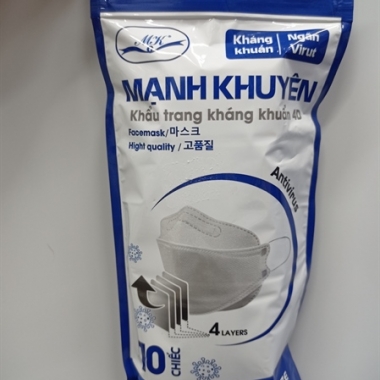 MK
Kháng khuẩn
Ngăn Virut
MẠNH KHUYÊN
Khẩu trang kháng khuẩn 4D
Facemask/마스크
Hight quality / 고품질
Antivirus
4 LAYERS
10 CHIẾC